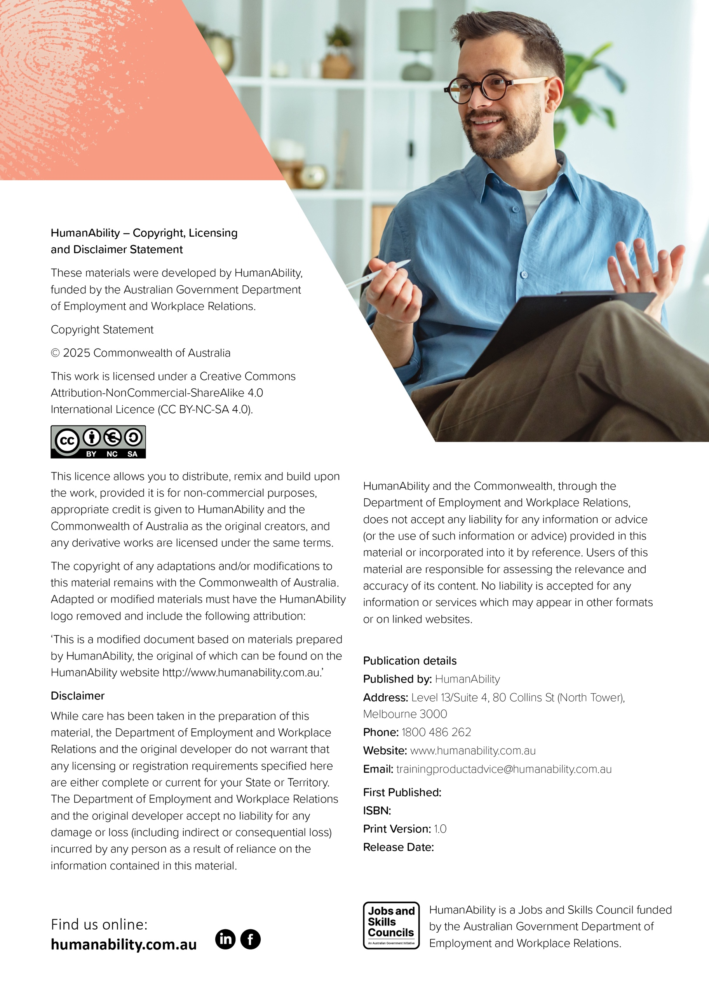 HumanAbility – Copyright, Licensing
and Disclaimer Statement
These materials were developed by HumanAbility,
funded by the Australian Government Department
of Employment and Workplace Relations.
Copyright Statement
© 2025 Commonwealth of Australia
This work is licensed under a Creative Commons
Attribution-NonCommercial-ShareAlike 4.0
International Licence (CC BY-NC-SA 4.0).
cc
BY NC SA
This licence allows you to distribute, remix and build upon
the work, provided it is for non-commercial purposes,
appropriate credit is given to HumanAbility and the
Commonwealth of Australia as the original creators, and
any derivative works are licensed under the same terms.
The copyright of any adaptations and/or modifications to
this material remains with the Commonwealth of Australia.
Adapted or modified materials must have the HumanAbility
logo removed and include the following attribution:
‘This is a modified document based on materials prepared
by HumanAbility, the original of which can be found on the
HumanAbility website http://www.humanability.com.au.’
Disclaimer
While care has been taken in the preparation of this
material, the Department of Employment and Workplace
Relations and the original developer do not warrant that
any licensing or registration requirements specified here
are either complete or current for your State or Territory.
The Department of Employment and Workplace Relations
and the original developer accept no liability for any
damage or loss (including indirect or consequential loss)
incurred by any person as a result of reliance on the
information contained in this material.
HumanAbility and the Commonwealth, through the
Department of Employment and Workplace Relations,
does not accept any liability for any information or advice
(or the use of such information or advice) provided in this
material or incorporated into it by reference. Users of this
material are responsible for assessing the relevance and
accuracy of its content. No liability is accepted for any
information or services which may appear in other formats
or on linked websites.
Publication details
Published by: HumanAbility
Address: Level 13/Suite 4, 80 Collins St (North Tower),
Melbourne 3000
Phone: 1800 486 262
Website: www.humanability.com.au
Email: trainingproductadvice@humanability.com.au
First Published:
ISBN:
Print Version: 1.0
Release Date:
Find us online:
humanability.com.au
in f
Jobs and
Skills
Councils
An Australian Government Initiative
HumanAbility is a Jobs and Skills Council funded
by the Australian Government Department of
Employment and Workplace Relations.